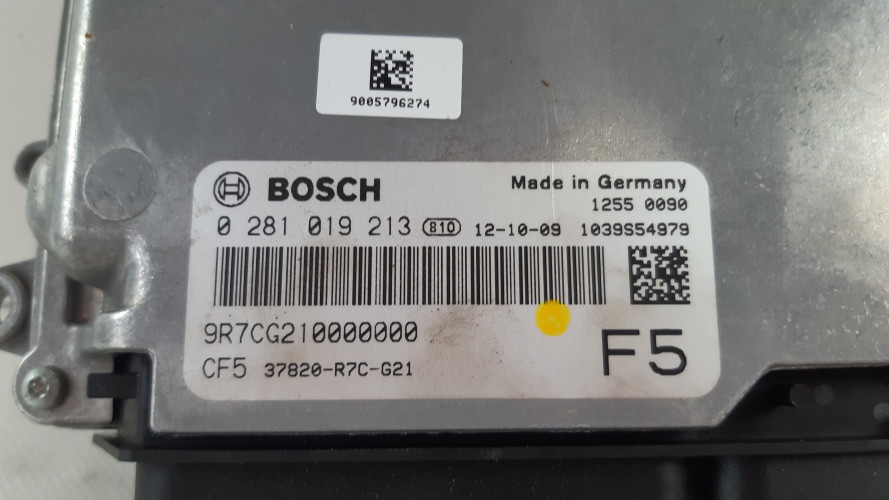 9005796274
BOSCH
Made in Germany
1255 0090
0 281 019 213 810 12-10-09 1039S54979
9R7CG210000000
CF5 37820-R7C-G21
F5